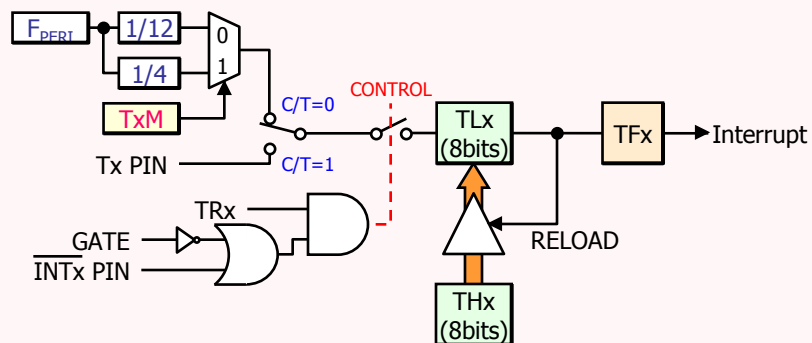 F_PERI
1/12
0
1/4
1
TxM
C/T=0
CONTROL
TLx
(8bits)
TFx
Interrupt
Tx PIN
C/T=1
TRx
GATE
INTx PIN
RELOAD
THx
(8bits)